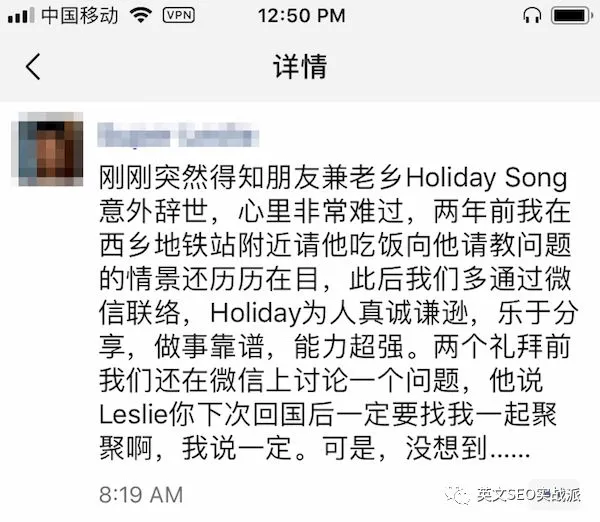 中国移动 VPN 12:50 PM
详情
刚刚突然得知朋友兼老乡Holiday Song
意外辞世，心里非常难过，两年前我在
西乡地铁站附近请他吃饭向他请教问题
的情景还历历在目，此后我们多通过微
信联络，Holiday为人真诚谦逊，乐于分
享，做事靠谱，能力超强。两个礼拜前
我们还在微信上讨论一个问题，他说
Leslie你下次回国后一定要找我一起聚
聚啊，我说一定。可是，没想到......
8:19 AM
英文SEO实战派